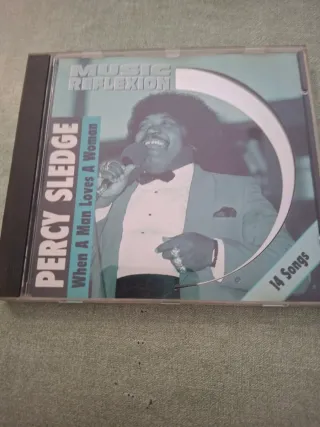 MUSIC
REFLEXION
PERCY SLEDGE
When A Man Loves A Woman
14 Songs